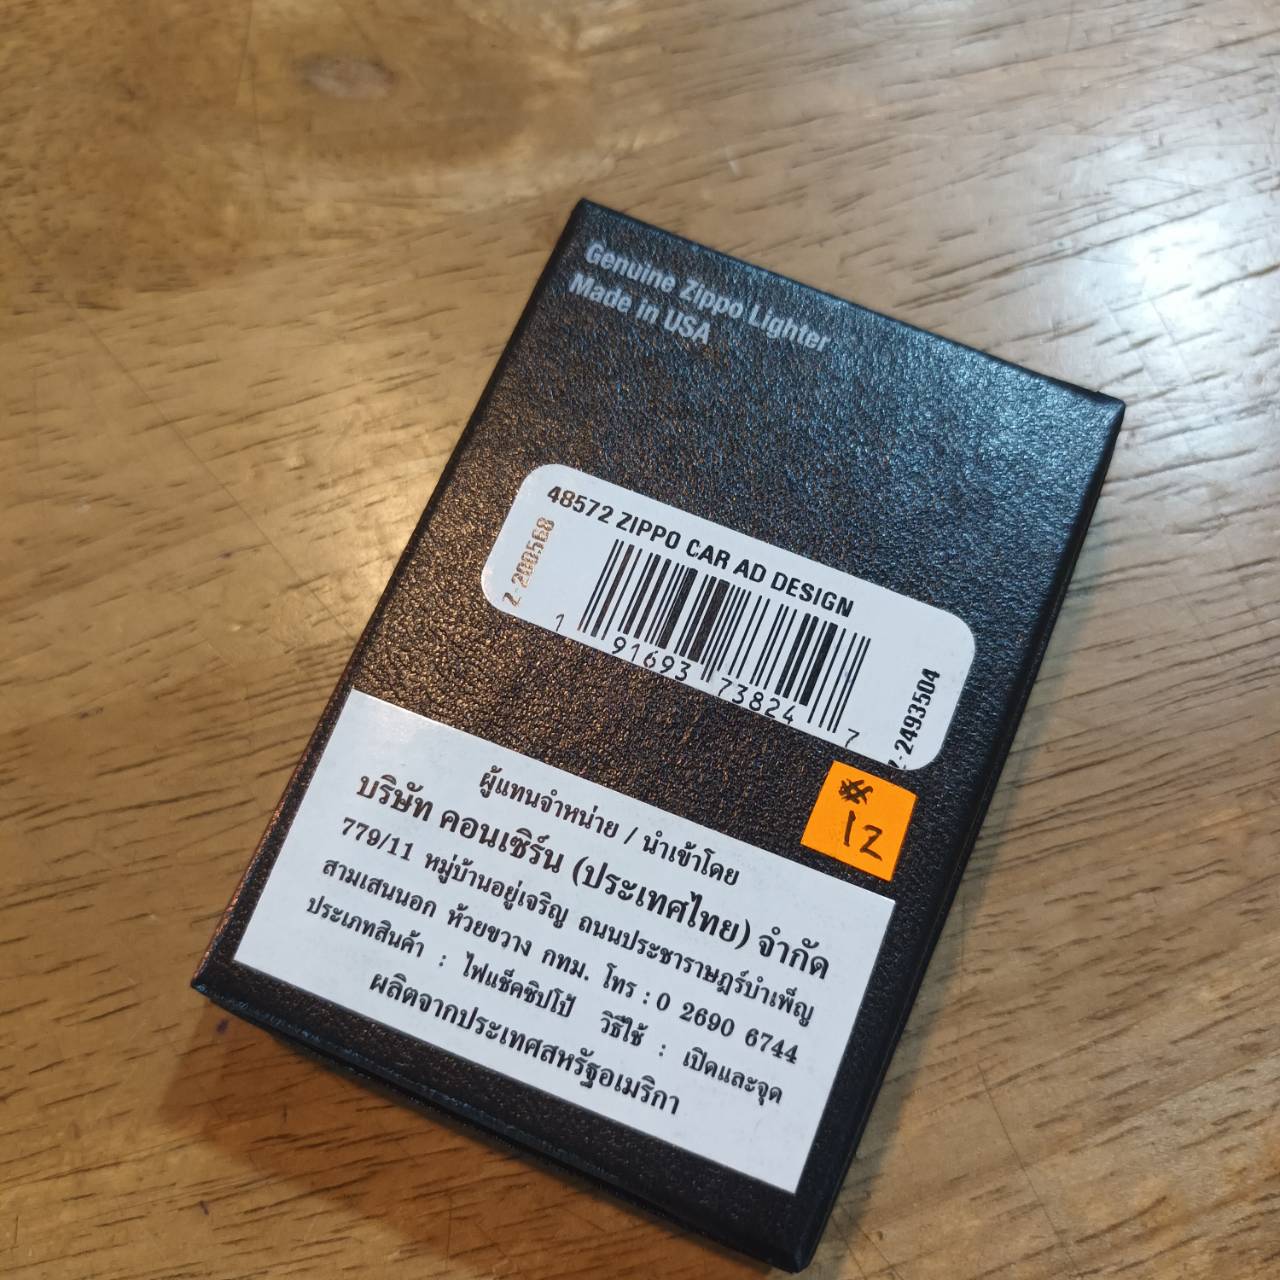 Genuine Zippo Lighter
Made in USA
48572 ZIPPO CAR AD DESIGN
Z-200568
1 91693 73824 7
2493504
#
12
ผู้แทนจำหน่าย / นำเข้าโดย
บริษัท คอนเซิร์น (ประเทศไทย) จำกัด
779/11 หมู่บ้านอยู่เจริญ ถนนประชาราษฎร์บำเพ็ญ
สามเสนนอก ห้วยขวาง กทม. โทร : 0 2690 6744
ประเภทสินค้า : ไฟแช็คซิปโป้ วิธีใช้ : เปิดและจุด
ผลิตจากประเทศสหรัฐอเมริกา